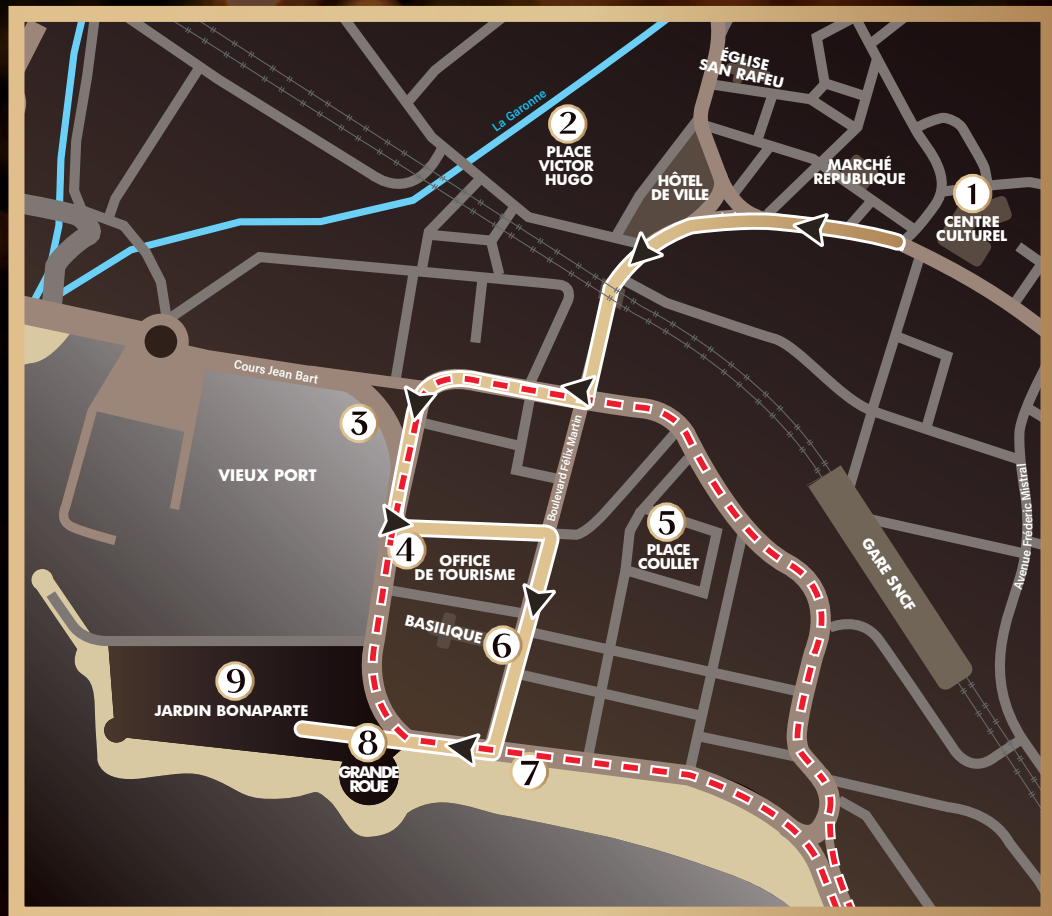 ÉGLISE
SAN RAFEU
La Garonne
2
PLACE
VICTOR
HUGO
HÔTEL
DE VILLE
MARCHÉ
RÉPUBLIQUE
1
CENTRE
CULTUREL
Cours Jean Bart
3
VIEUX PORT
Boulevard Félix Martin
4
OFFICE
DE TOURISME
5
PLACE
COULLET
GARE SNCF
Avenue Fréderic Mistral
BASILIQUE
6
9
JARDIN BONAPARTE
8
GRANDE
ROUE
7